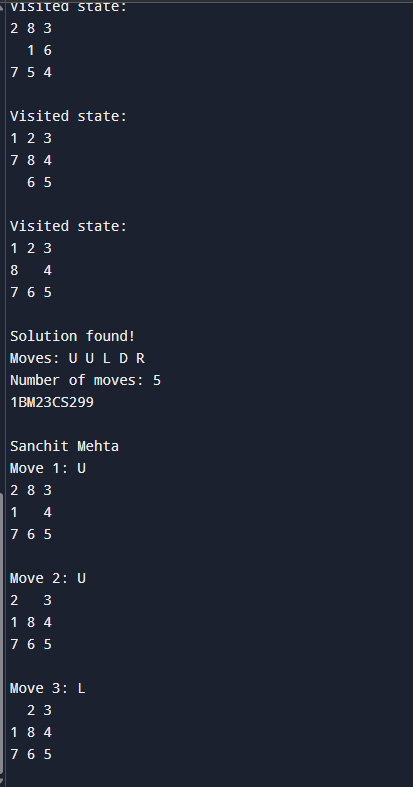 Visited state:
2 8 3
  1 6
7 5 4

Visited state:
1 2 3
7 8 4
  6 5

Visited state:
1 2 3
8   4
7 6 5

Solution found!
Moves: U U L D R
Number of moves: 5
1BM23CS299

Sanchit Mehta
Move 1: U
2 8 3
1   4
7 6 5

Move 2: U
2   3
1 8 4
7 6 5

Move 3: L
  2 3
1 8 4
7 6 5